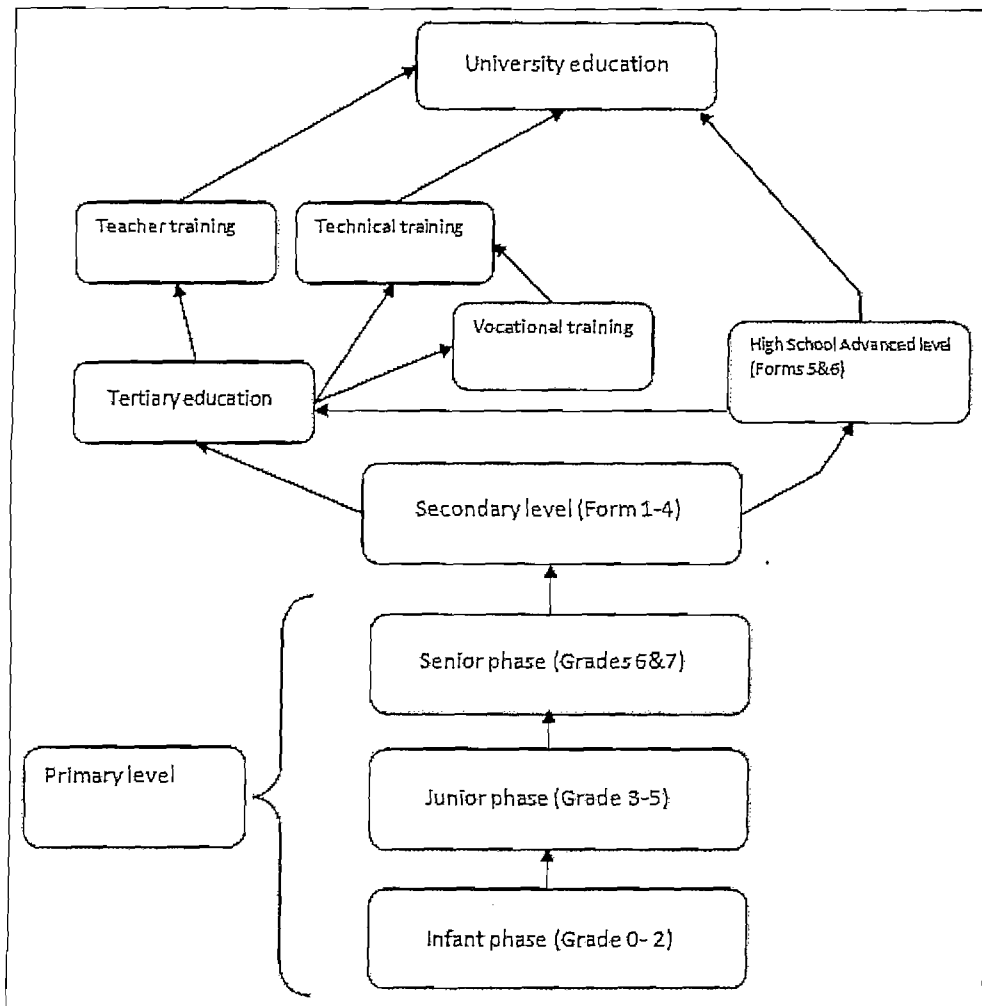 University education
Teacher training
Technical training
Vocational training
High School Advanced level
(Forms 5&6)
Tertiary education
Secondary level (Form 1-4)
Senior phase (Grades 6&7)
Primary level
Junior phase (Grade 3-5)
Infant phase (Grade 0- 2)